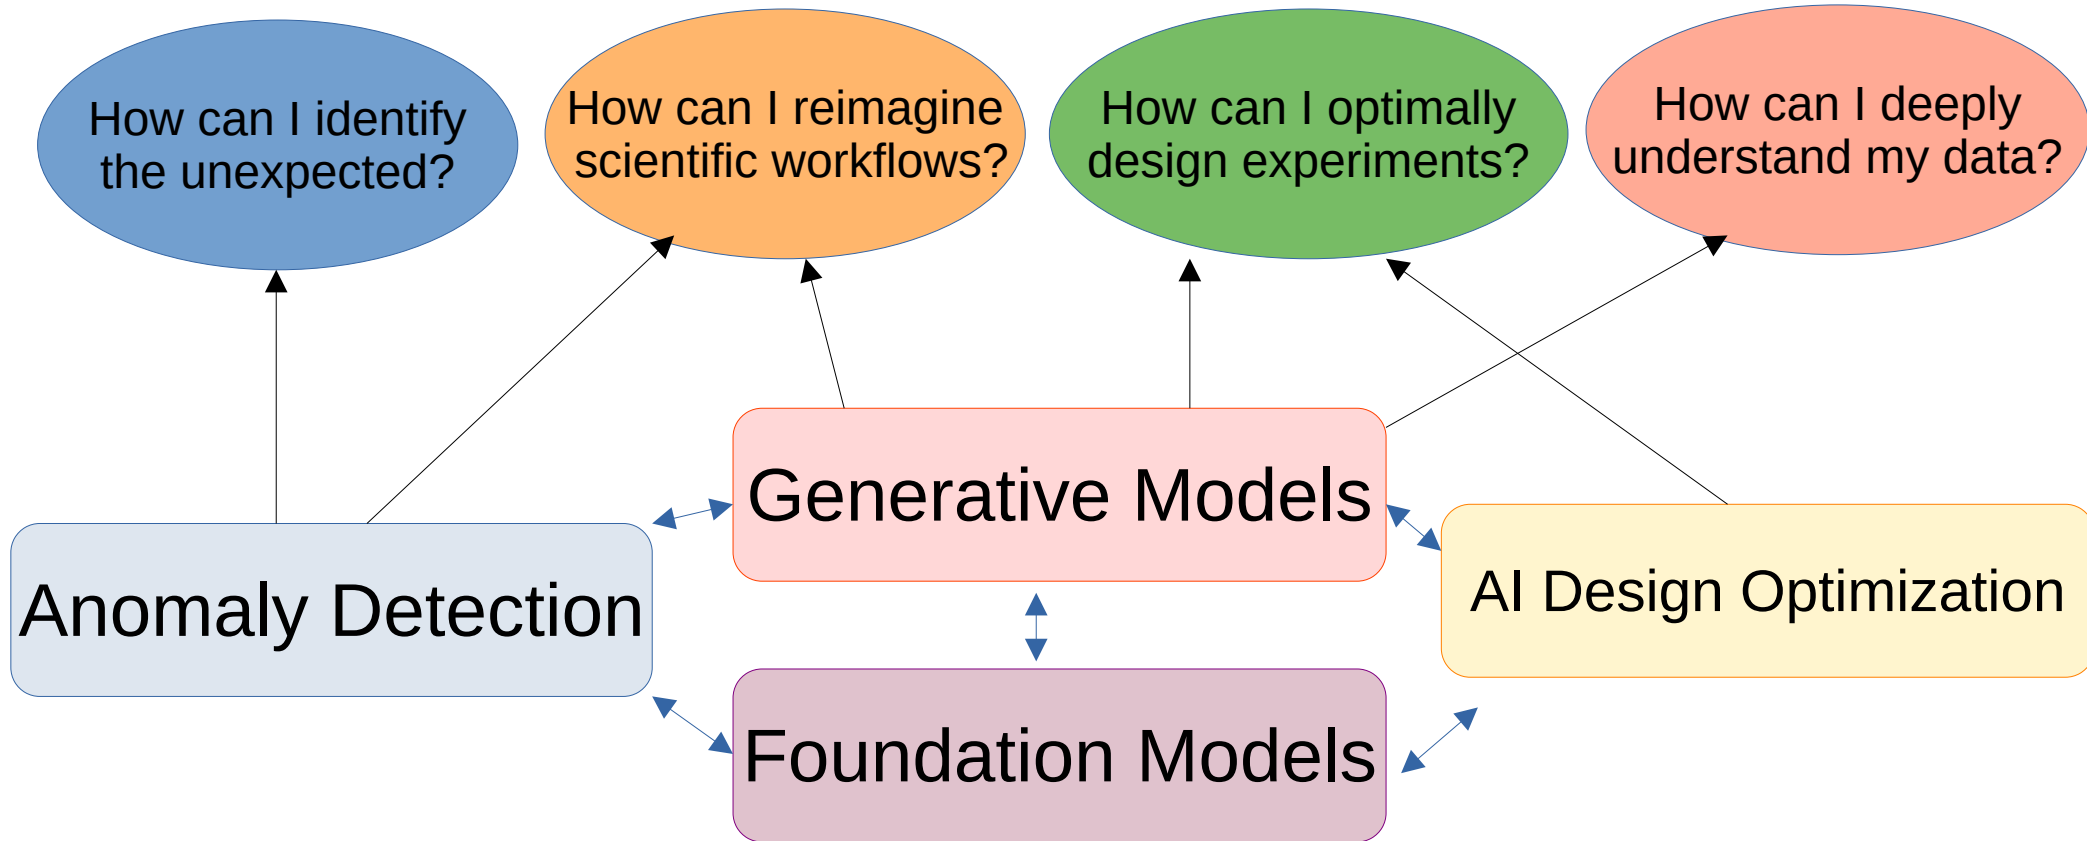 How can I identify
the unexpected?
How can I reimagine
scientific workflows?
How can I optimally
design experiments?
How can I deeply
understand my data?
Generative Models
Anomaly Detection
AI Design Optimization
Foundation Models